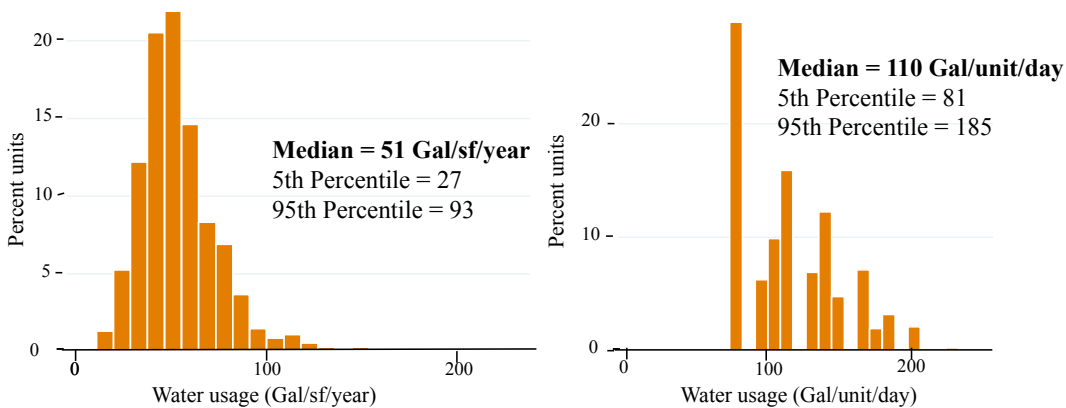 20
15
10
5
0
0
100
200
Percent units
Water usage (Gal/sf/year)
Median = 51 Gal/sf/year
5th Percentile = 27
95th Percentile = 93
20
10
0
0
100
200
Percent units
Water usage (Gal/unit/day)
Median = 110 Gal/unit/day
5th Percentile = 81
95th Percentile = 185